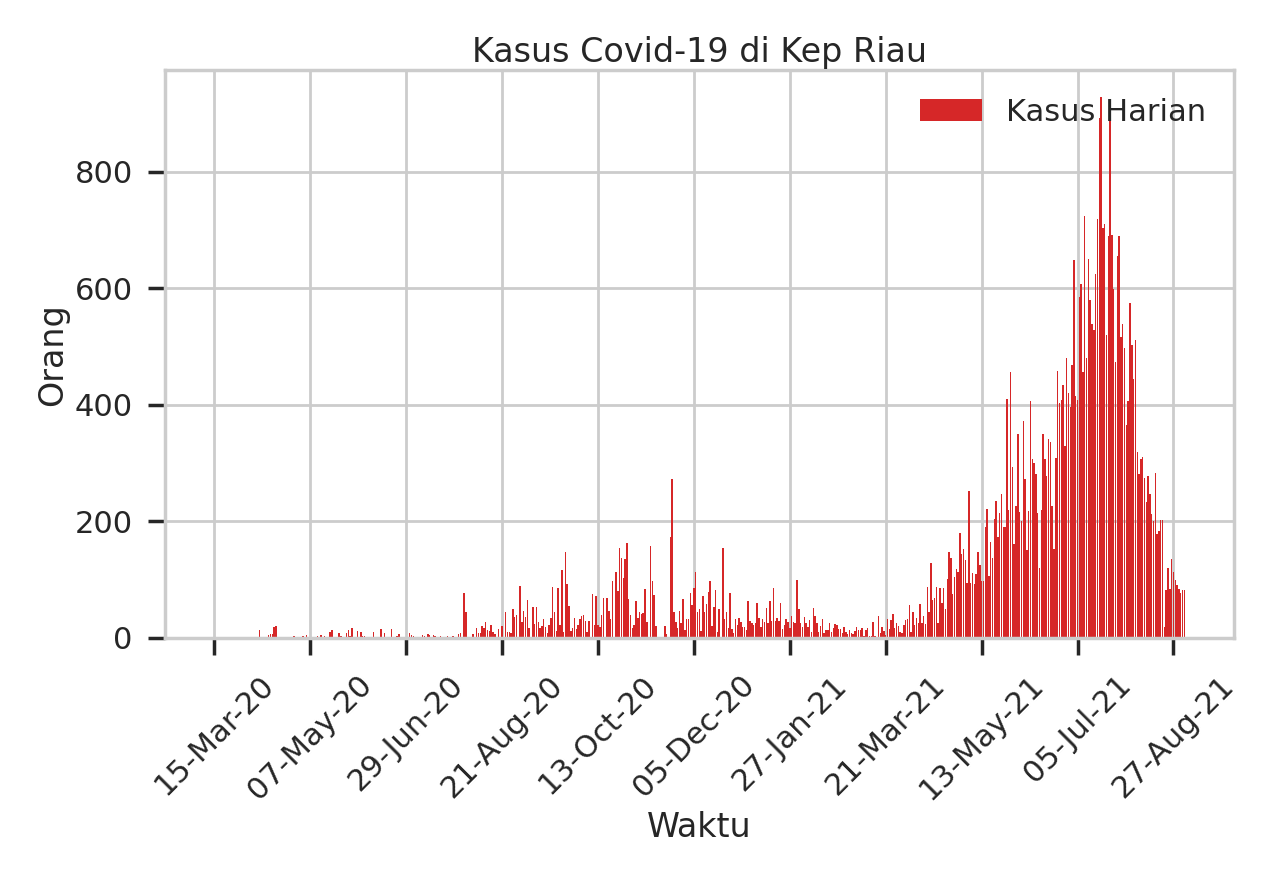 Kasus Covid-19 di Kep Riau
Kasus Harian
Orang
800
600
400
200
0
15-Mar-20
07-May-20
29-Jun-20
21-Aug-20
13-Oct-20
05-Dec-20
27-Jan-21
21-Mar-21
13-May-21
05-Jul-21
27-Aug-21
Waktu